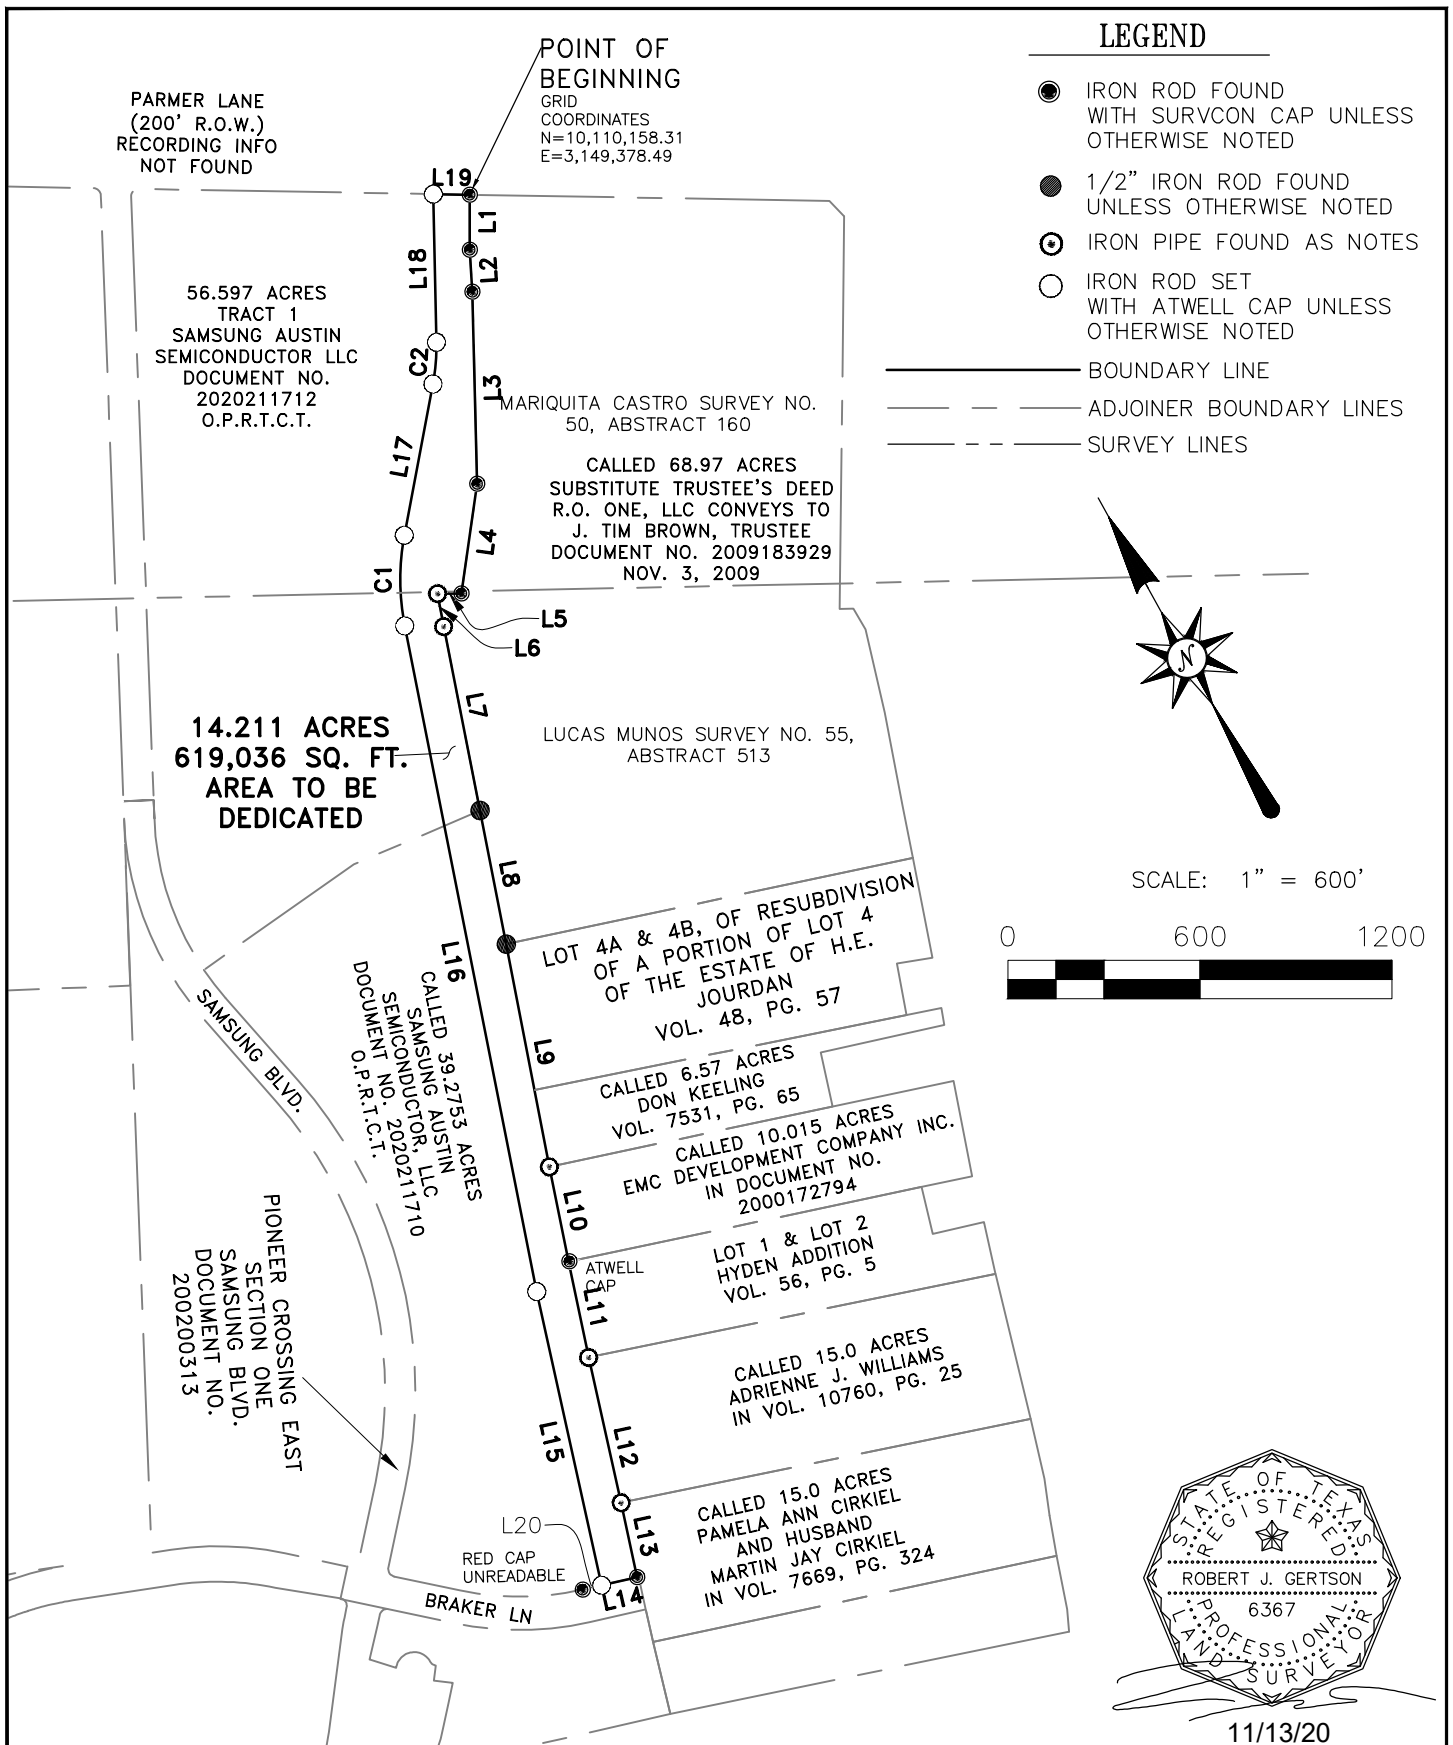 LEGEND
IRON ROD FOUND
WITH SURVCON CAP UNLESS
OTHERWISE NOTED
1/2" IRON ROD FOUND
UNLESS OTHERWISE NOTED
IRON PIPE FOUND AS NOTES
IRON ROD SET
WITH ATWELL CAP UNLESS
OTHERWISE NOTED
BOUNDARY LINE
ADJOINER BOUNDARY LINES
SURVEY LINES
POINT OF
BEGINNING
GRID
COORDINATES
N=10,110,158.31
E=3,149,378.49
PARMER LANE
(200' R.O.W.)
RECORDING INFO
NOT FOUND
L19
L1
L2
L18
C2
L3
L17
L4
C1
L5
L6
L7
56.597 ACRES
TRACT 1
SAMSUNG AUSTIN
SEMICONDUCTOR LLC
DOCUMENT NO.
2020211712
O.P.R.T.C.T.
MARIQUITA CASTRO SURVEY NO.
50, ABSTRACT 160
CALLED 68.97 ACRES
SUBSTITUTE TRUSTEE'S DEED
R.O. ONE, LLC CONVEYS TO
J. TIM BROWN, TRUSTEE
DOCUMENT NO. 2009183929
NOV. 3, 2009
N
14.211 ACRES
619,036 SQ. FT.
AREA TO BE
DEDICATED
LUCAS MUNOS SURVEY NO. 55,
ABSTRACT 513
SCALE: 1" = 600'
0 600 1200
L8
L16
L9
LOT 4A & 4B, OF RESUBDIVISION
OF A PORTION OF LOT 4
OF THE ESTATE OF H.E.
JOURDAN
VOL. 48, PG. 57
SAMSUNG BLVD.
CALLED 39.2753 ACRES
SAMSUNG AUSTIN
SEMICONDUCTOR, LLC
DOCUMENT NO. 2020211710
O.P.R.T.C.T.
CALLED 6.57 ACRES
DON KEELING
VOL. 7531, PG. 65
CALLED 10.015 ACRES
EMC DEVELOPMENT COMPANY INC.
IN DOCUMENT NO.
2000172794
L10
ATWELL
CAP
L11
LOT 1 & LOT 2
HYDEN ADDITION
VOL. 56, PG. 5
PIONEER CROSSING EAST
SECTION ONE
SAMSUNG BLVD.
DOCUMENT NO.
200200313
CALLED 15.0 ACRES
ADRIENNE J. WILLIAMS
IN VOL. 10760, PG. 25
L15
L12
CALLED 15.0 ACRES
PAMELA ANN CIRKIEL
AND HUSBAND
MARTIN JAY CIRKIEL
IN VOL. 7669, PG. 324
L20
L13
RED CAP
UNREADABLE
L14
BRAKER LN
STATE OF TEXAS
REGISTERED
ROBERT J. GERTSON
6367
PROFESSIONAL
LAND SURVEYOR
11/13/20